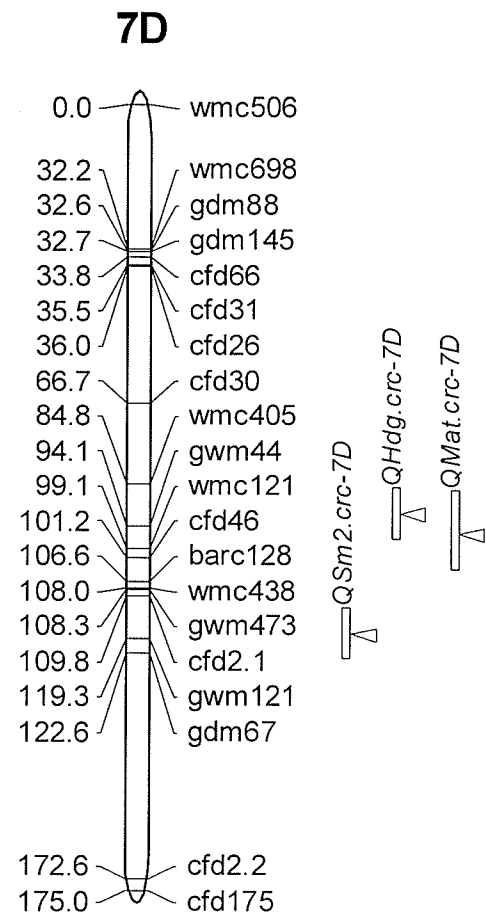 7D
0.0 wmc506
32.2 wmc698
32.6 gdm88
32.7 gdm145
33.8 cfd66
35.5 cfd31
36.0 cfd26
66.7 cfd30
84.8 wmc405
94.1 gwm44
99.1 wmc121
101.2 cfd46
106.6 barc128
108.0 wmc438
108.3 gwm473
109.8 cfd2.1
119.3 gwm121
122.6 gdm67
172.6 cfd2.2
175.0 cfd175
QSm2.crc-7D
QHdg.crc-7D
QMat.crc-7D